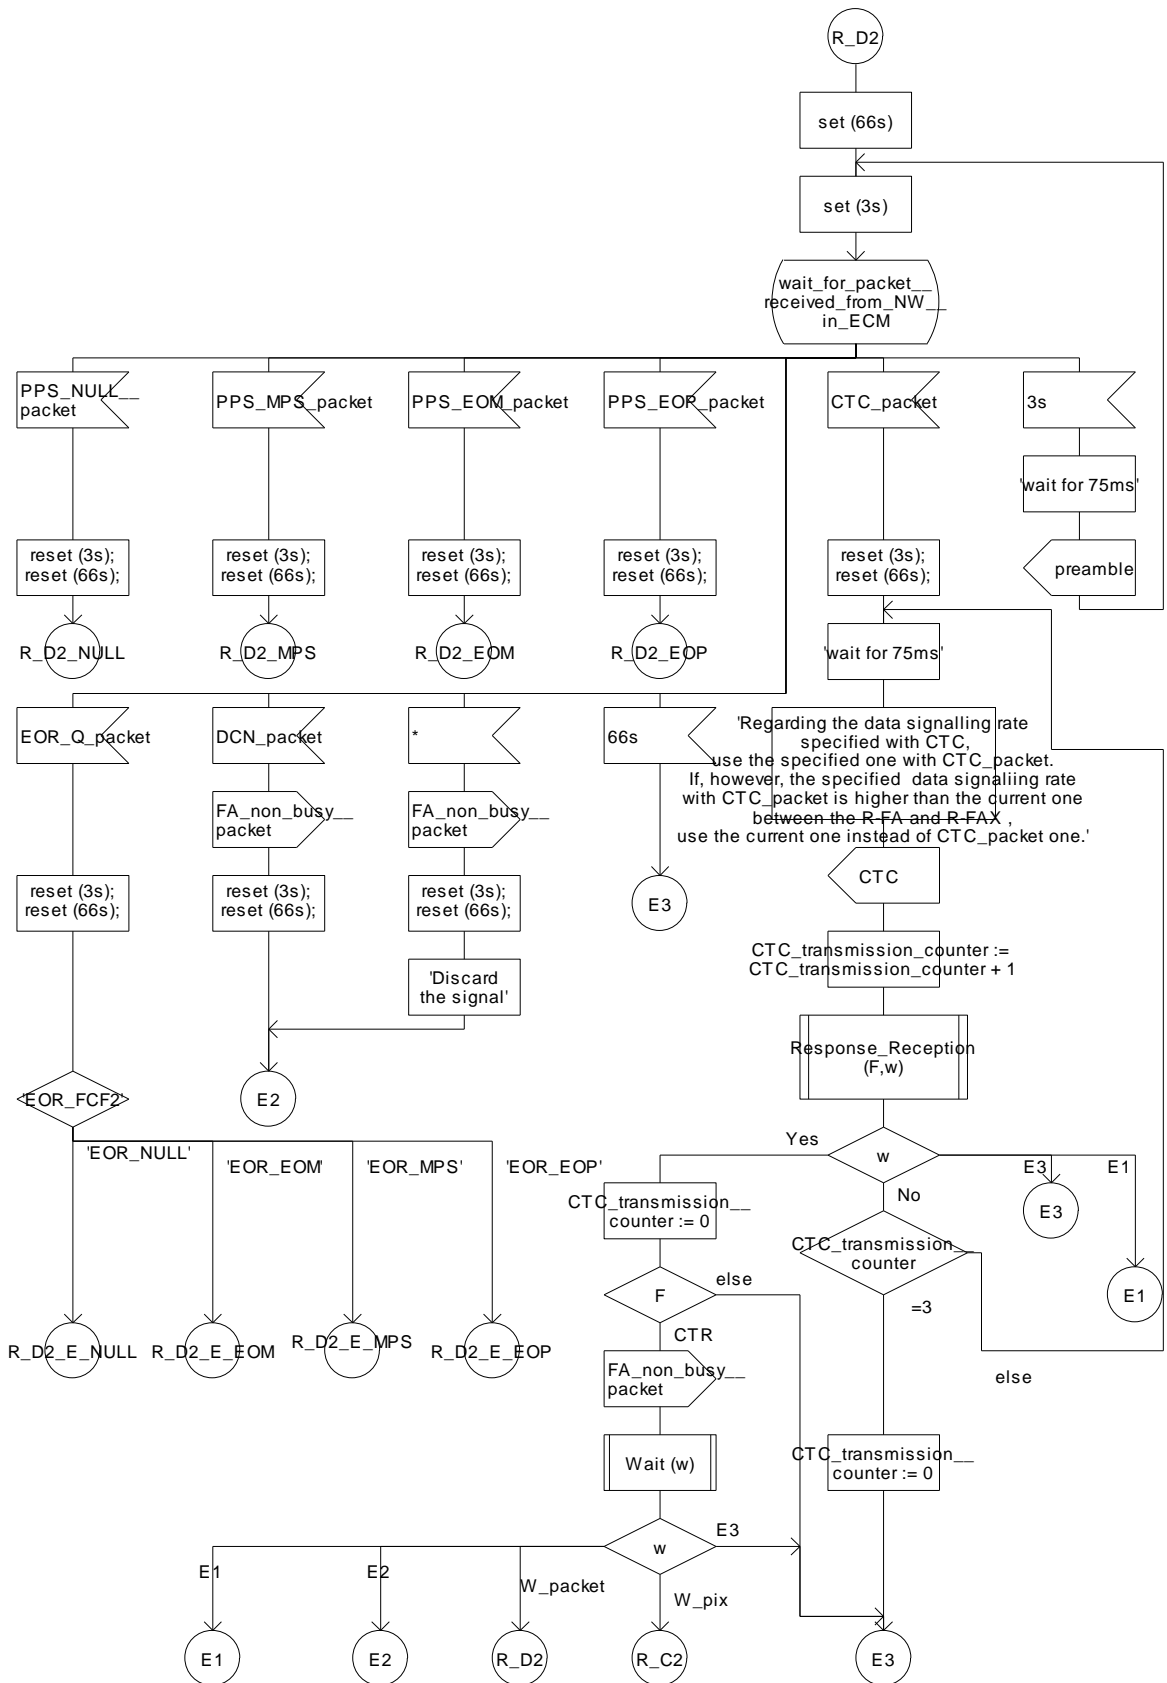 R_D2
set (66s)
set (3s)
wait_for_packet__
received_from_NW__
in_ECM
PPS_NULL__
packet
PPS_MPS_packet
PPS_EOM_packet
PPS_EOP_packet
CTC_packet
3s
'wait for 75ms'
reset (3s);
reset (66s);
reset (3s);
reset (66s);
reset (3s);
reset (66s);
reset (3s);
reset (66s);
reset (3s);
reset (66s);
preamble
R_D2_NULL
R_D2_MPS
R_D2_EOM
R_D2_EOP
'wait for 75ms'
EOR_Q_packet
DCN_packet
*
66s
'Regarding the data signalling rate
specified with CTC,
use the specified one with CTC_packet.
If, however, the specified data signaliing rate
with CTC_packet is higher than the current one
between the R-FA and R-FAX ,
use the current one instead of CTC_packet one.'
FA_non_busy__
packet
FA_non_busy__
packet
reset (3s);
reset (66s);
reset (3s);
reset (66s);
reset (3s);
reset (66s);
E3
CTC
'Discard
the signal'
CTC_transmission_counter :=
CTC_transmission_counter + 1
Response_Reception
(F,w)
'EOR_FCF2'
E2
'EOR_NULL'
'EOR_EOM'
'EOR_MPS'
'EOR_EOP'
Yes
w
E3
E1
No
E3
CTC_transmission__
counter := 0
CTC_transmission__
counter
E1
F
else
=3
CTR
R_D2_E_NULL
R_D2_E_EOM
R_D2_E_MPS
R_D2_E_EOP
FA_non_busy__
packet
else
Wait (w)
CTC_transmission__
counter := 0
w
E3
E1
E2
W_packet
W_pix
E1
E2
R_D2
R_C2
E3